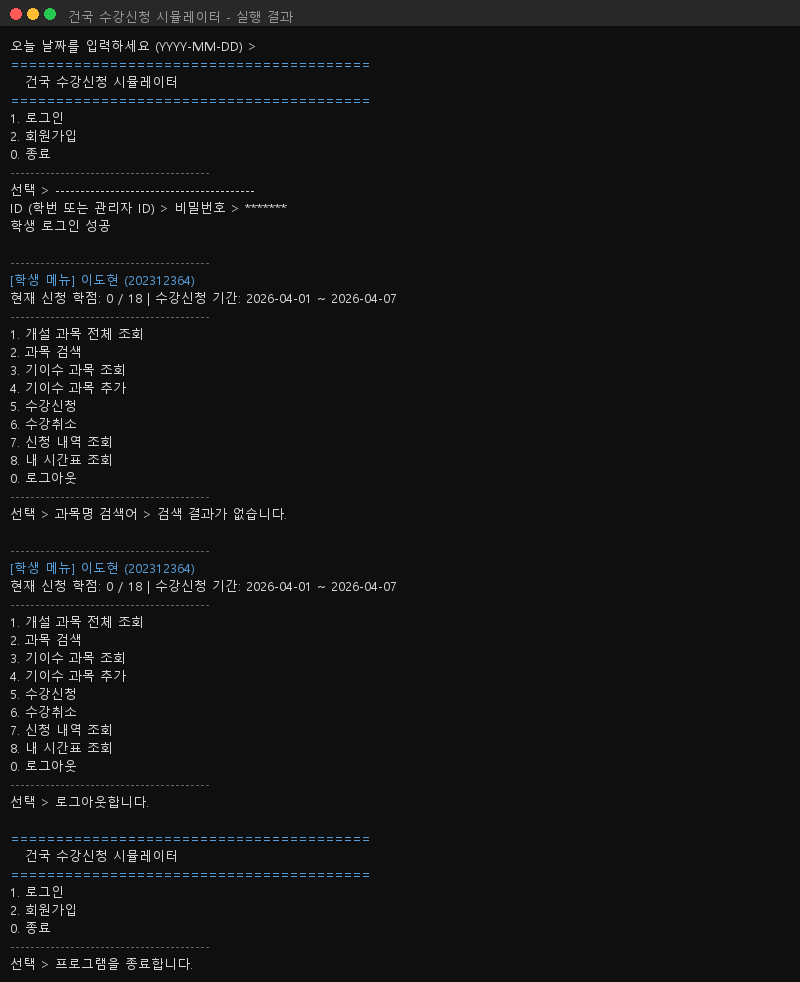 건국 수강신청 시뮬레이터 - 실행 결과
오늘 날짜를 입력하세요 (YYYY-MM-DD) >
========================================
건국 수강신청 시뮬레이터
========================================
1. 로그인
2. 회원가입
0. 종료
----------------------------------------
선택 > ----------------------------------------
ID (학번 또는 관리자 ID) > 비밀번호 > *******
학생 로그인 성공
----------------------------------------
[학생 메뉴] 이도현 (202312364)
현재 신청 학점: 0 / 18 | 수강신청 기간: 2026-04-01 ~ 2026-04-07
----------------------------------------
1. 개설 과목 전체 조회
2. 과목 검색
3. 기이수 과목 조회
4. 기이수 과목 추가
5. 수강신청
6. 수강취소
7. 신청 내역 조회
8. 내 시간표 조회
0. 로그아웃
----------------------------------------
선택 > 과목명 검색어 > 검색 결과가 없습니다.
----------------------------------------
[학생 메뉴] 이도현 (202312364)
현재 신청 학점: 0 / 18 | 수강신청 기간: 2026-04-01 ~ 2026-04-07
----------------------------------------
1. 개설 과목 전체 조회
2. 과목 검색
3. 기이수 과목 조회
4. 기이수 과목 추가
5. 수강신청
6. 수강취소
7. 신청 내역 조회
8. 내 시간표 조회
0. 로그아웃
----------------------------------------
선택 > 로그아웃합니다.
========================================
건국 수강신청 시뮬레이터
========================================
1. 로그인
2. 회원가입
0. 종료
----------------------------------------
선택 > 프로그램을 종료합니다.